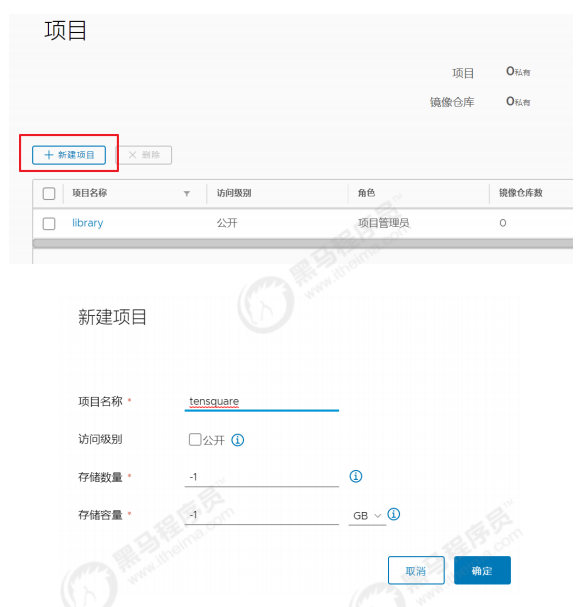 项目
项目 0私有
镜像仓库 0私有
+ 新建项目 × 删除
项目名称 访问级别 角色 镜像仓库数
library 公开 项目管理员 0
黑马程序员™
www.itheima.com
新建项目
项目名称 * tensquare
访问级别 公开
存储数量 * -1
存储容量 * -1 GB
黑马程序员™
www.itheima.com
取消 确定